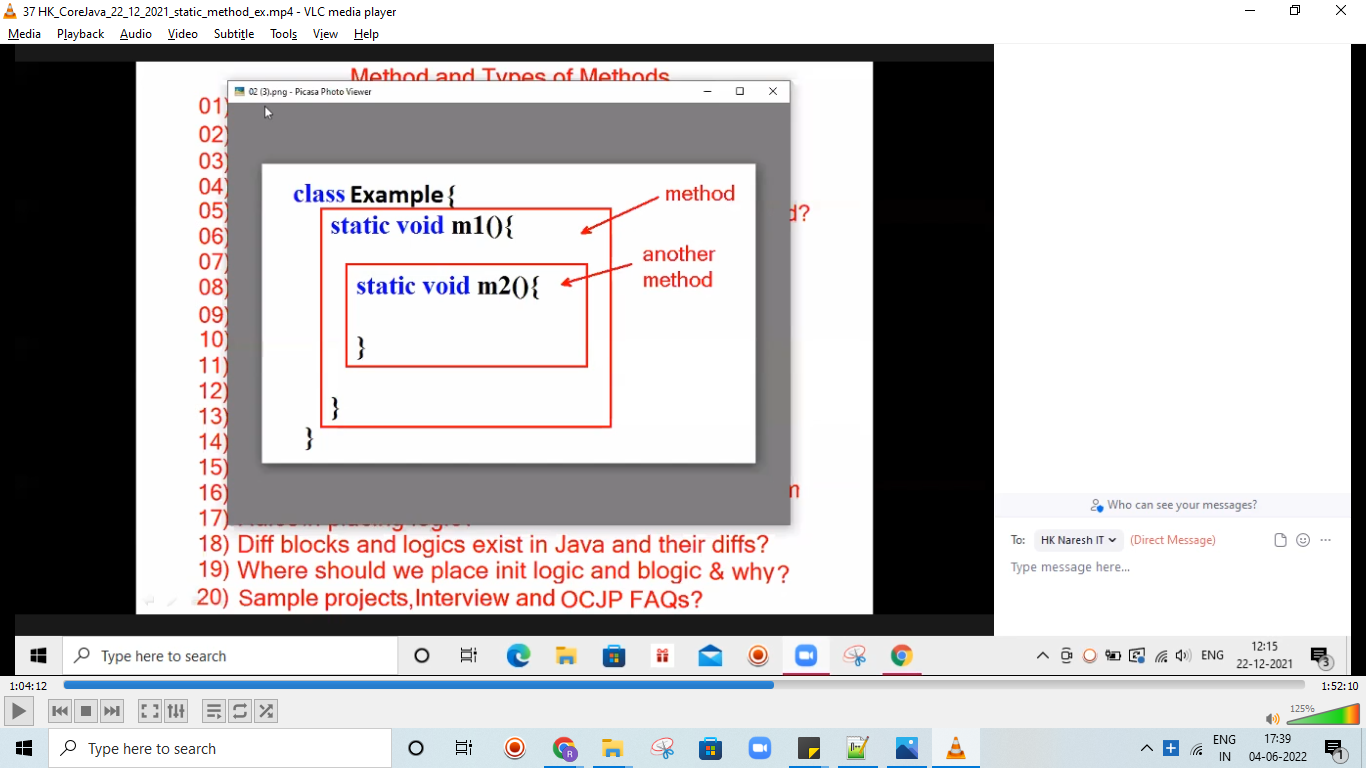 37 HK_CoreJava_22_12_2021_static_method_ex.mp4 - VLC media player
Media Playback Audio Video Subtitle Tools View Help
Method and Types of Methods
02 (3).png - Picasa Photo Viewer
01)
02)
03)
04)
05) d?
06)
07)
08)
09)
10)
11)
12)
13)
14)
15)
16)
17)
class Example{
method
static void m1(){
another
method
static void m2(){
}
}
}
18) Diff blocks and logics exist in Java and their diffs?
19) Where should we place init logic and blogic & why?
20) Sample projects,Interview and OCJP FAQs?
Who can see your messages?
To: HK Naresh IT (Direct Message)
Type message here...
Type here to search
ENG
12:15
22-12-2021
3
1:04:12
1:52:10
125%
Type here to search
ENG
IN
17:39
04-06-2022
1